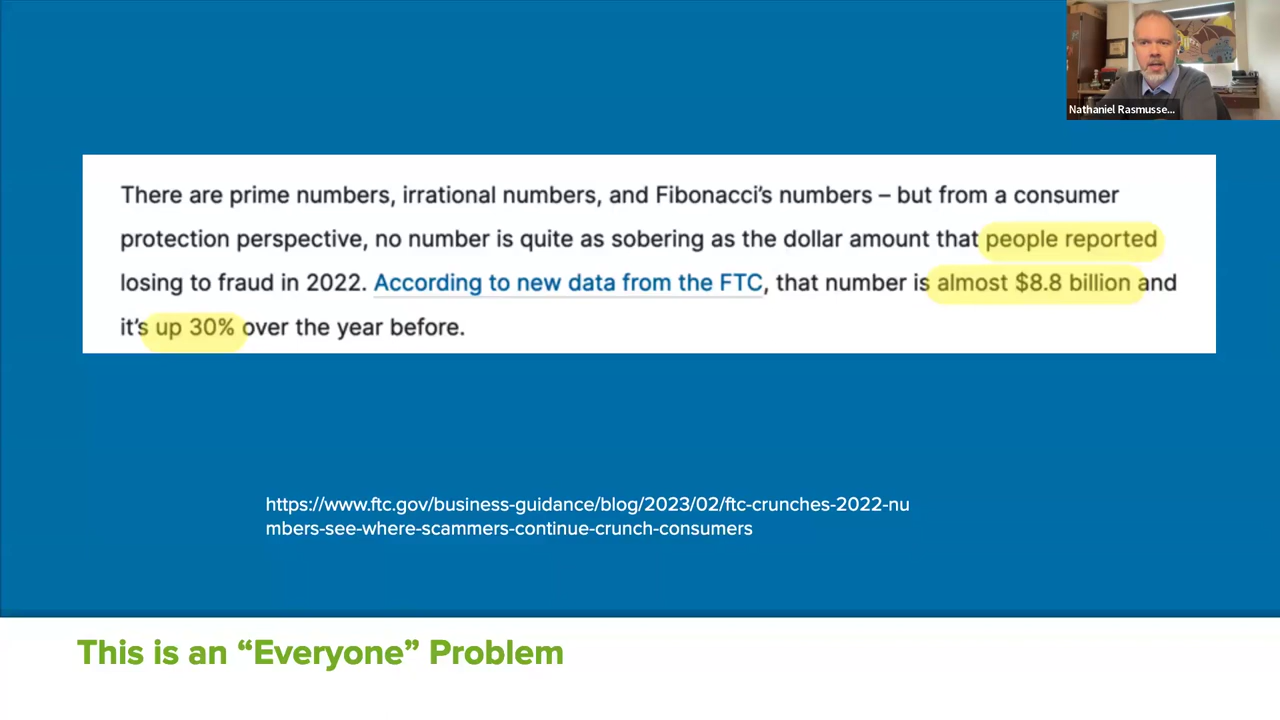 Nathaniel Rasmusse...
There are prime numbers, irrational numbers, and Fibonacci’s numbers – but from a consumer
protection perspective, no number is quite as sobering as the dollar amount that people reported
losing to fraud in 2022. According to new data from the FTC, that number is almost $8.8 billion and
it’s up 30% over the year before.
https://www.ftc.gov/business-guidance/blog/2023/02/ftc-crunches-2022-nu
mbers-see-where-scammers-continue-crunch-consumers
This is an “Everyone” Problem